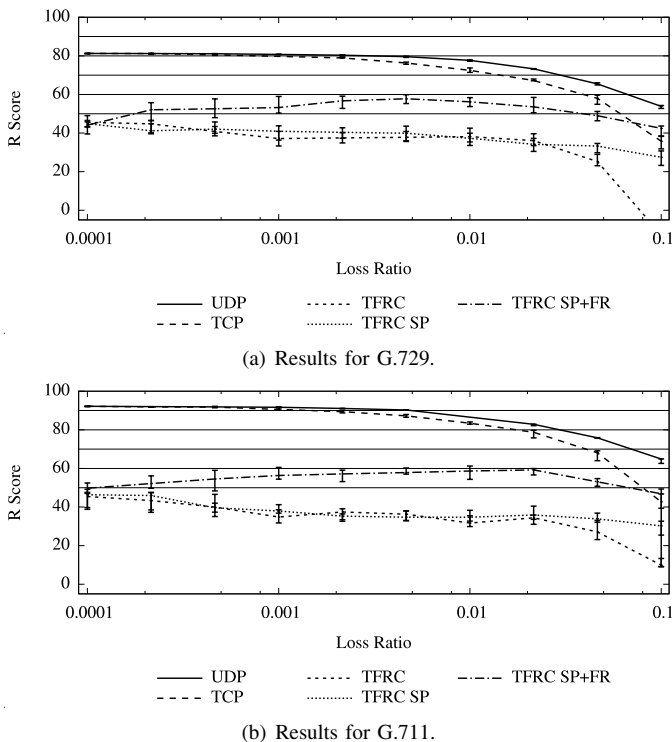 100
80
60
40
20
0
R Score
0.0001 0.001 0.01 0.1
Loss Ratio
UDP TFRC TFRC SP+FR
TCP TFRC SP
(a) Results for G.729.
100
80
60
40
20
0
R Score
0.0001 0.001 0.01 0.1
Loss Ratio
UDP TFRC TFRC SP+FR
TCP TFRC SP
(b) Results for G.711.